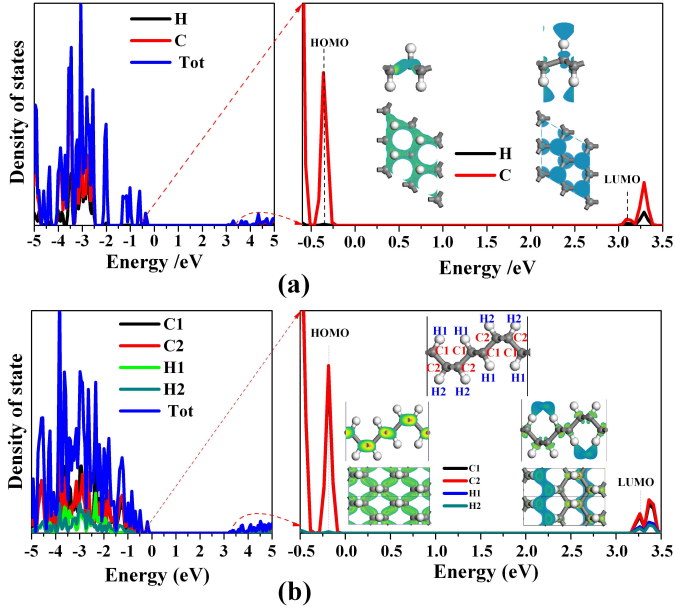 H
C
Tot
Density of states
-5 -4 -3 -2 -1 0 1 2 3 4 5
Energy /eV
HOMO
H
C
LUMO
-0.5 0.0 0.5 1.0 1.5 2.0 2.5 3.0 3.5
Energy /eV
(a)
C1
C2
H1
H2
Tot
Density of state
-5 -4 -3 -2 -1 0 1 2 3 4 5
Energy (eV)
HOMO
H2 H2
H1 H1
C2 C2
C1 C1 C1 C1
C2 C2
H1 H1
H2 H2
C1
C2
H1
H2
LUMO
0.0 0.5 1.0 1.5 2.0 2.5 3.0 3.5
Energy (eV)
(b)